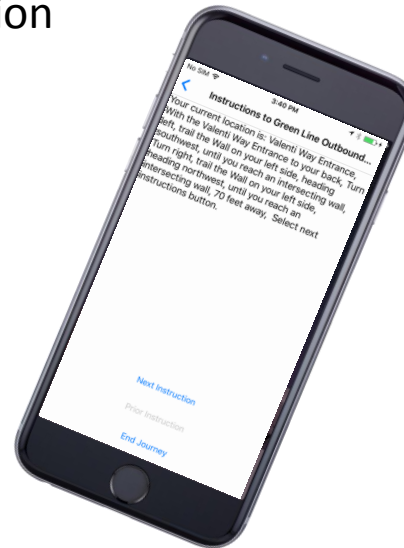 ion
No SIM
3:40 PM
Instructions to Green Line Outbound...
Your current location is: Valenti Way Entrance,
With the Valenti Way Entrance to your back, Turn
left, trail the Wall on your left side, heading
southwest, until you reach an intersecting wall,
Turn right, trail the Wall on your left side,
heading northwest, until you reach an
intersecting wall, 70 feet away, Select next
instructions button.
Next Instruction
Prior Instruction
End Journey